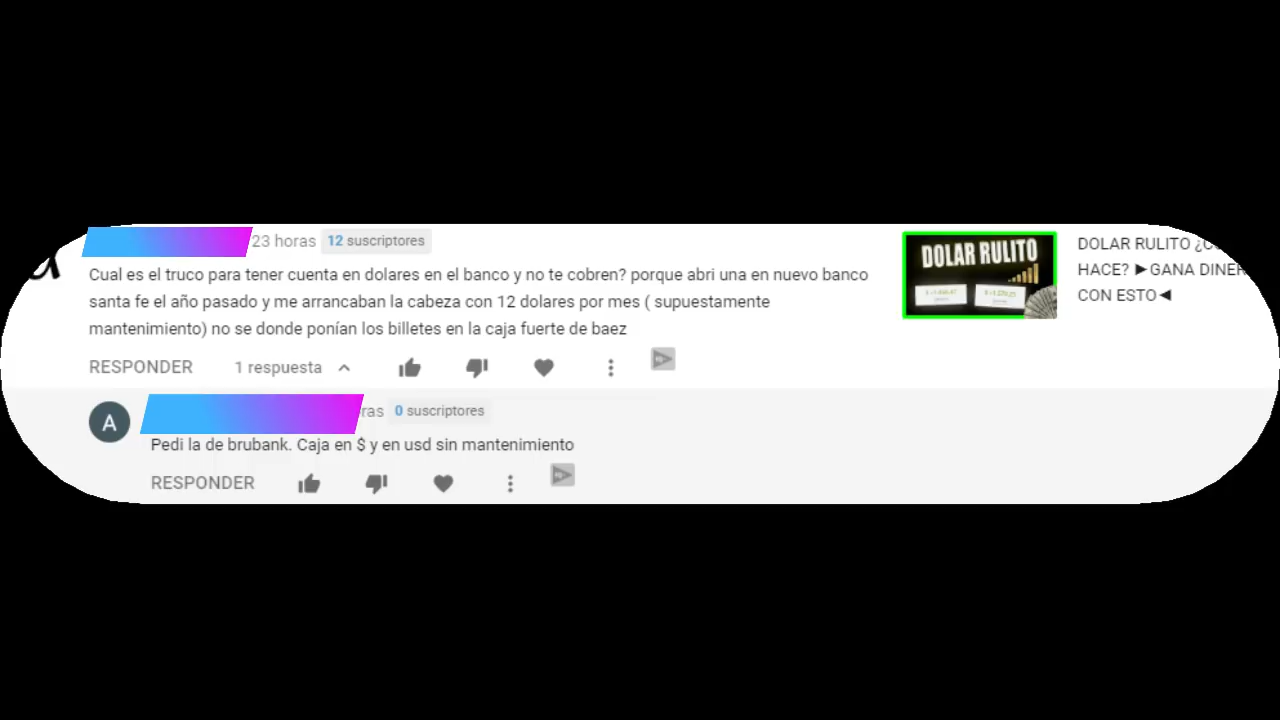 23 horas 12 suscriptores
Cual es el truco para tener cuenta en dolares en el banco y no te cobren? porque abri una en nuevo banco
santa fe el año pasado y me arrancaban la cabeza con 12 dolares por mes ( supuestamente
mantenimiento) no se donde ponían los billetes en la caja fuerte de baez
RESPONDER 1 respuesta
DOLAR RULITO
DOLAR RULITO
HACE? ►GANA DINER
CON ESTO◄
A
ras 0 suscriptores
Pedi la de brubank. Caja en $ y en usd sin mantenimiento
RESPONDER